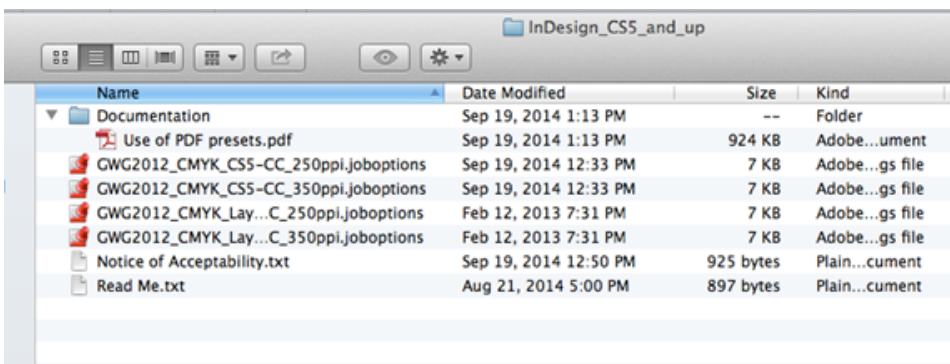 InDesign_CS5_and_up
Name Date Modified Size Kind
Documentation Sep 19, 2014 1:13 PM -- Folder
Use of PDF presets.pdf Sep 19, 2014 1:13 PM 924 KB Adobe...ument
GWG2012_CMYK_CS5-CC_250ppi.joboptions Sep 19, 2014 12:33 PM 7 KB Adobe...gs file
GWG2012_CMYK_CS5-CC_350ppi.joboptions Sep 19, 2014 12:33 PM 7 KB Adobe...gs file
GWG2012_CMYK_Lay...C_250ppi.joboptions Feb 12, 2013 7:31 PM 7 KB Adobe...gs file
GWG2012_CMYK_Lay...C_350ppi.joboptions Feb 12, 2013 7:31 PM 7 KB Adobe...gs file
Notice of Acceptability.txt Sep 19, 2014 12:50 PM 925 bytes Plain...cument
Read Me.txt Aug 21, 2014 5:00 PM 897 bytes Plain...cument